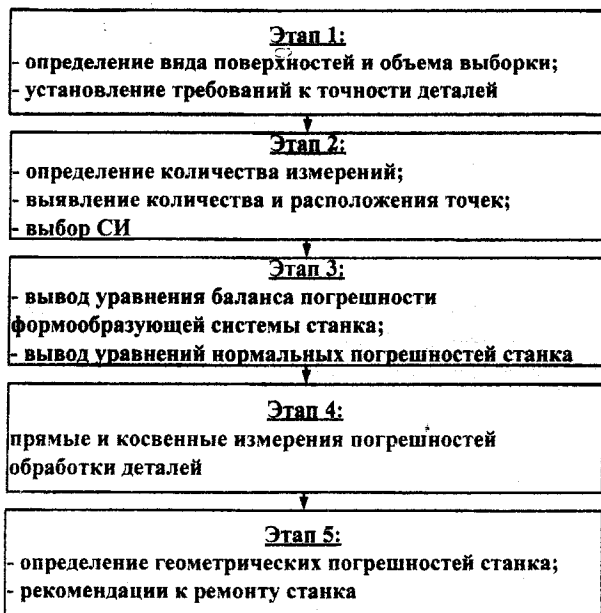 Этап 1:
- определение вида поверхностей и объема выборки;
- установление требований к точности деталей
Этап 2:
- определение количества измерений;
- выявление количества и расположения точек;
- выбор СИ
Этап 3:
- вывод уравнения баланса погрешности
формообразующей системы станка;
- вывод уравнений нормальных погрешностей станка
Этап 4:
прямые и косвенные измерения погрешностей
обработки деталей
Этап 5:
- определение геометрических погрешностей станка;
- рекомендации к ремонту станка